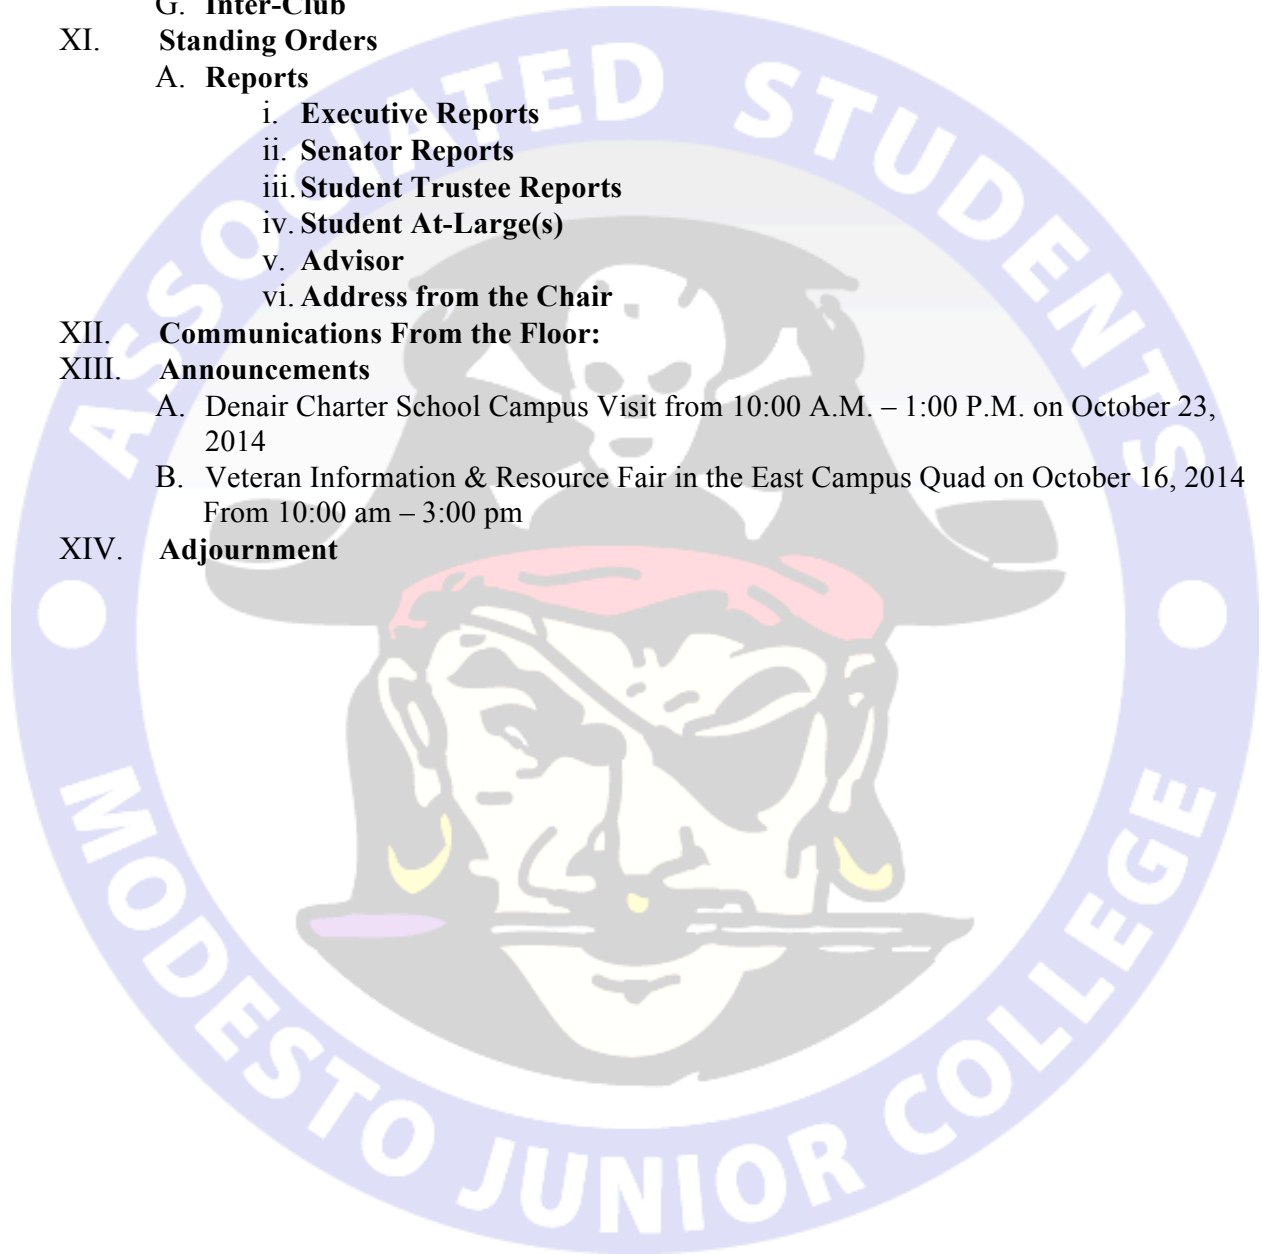 G. Inter-Club
XI. Standing Orders
A. Reports
i. Executive Reports
ii. Senator Reports
iii. Student Trustee Reports
iv. Student At-Large(s)
v. Advisor
vi. Address from the Chair
XII. Communications From the Floor:
XIII. Announcements
A. Denair Charter School Campus Visit from 10:00 A.M. – 1:00 P.M. on October 23,
2014
B. Veteran Information & Resource Fair in the East Campus Quad on October 16, 2014
From 10:00 am – 3:00 pm
XIV. Adjournment
ASSOCIATED STUDENTS
MODESTO JUNIOR COLLEGE